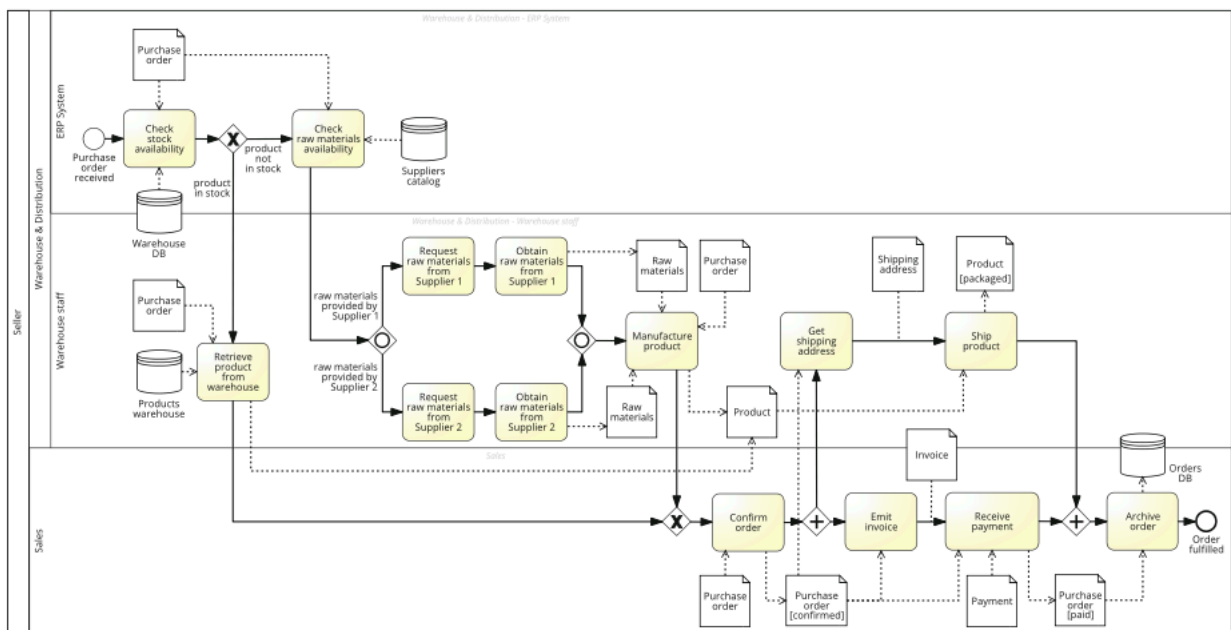 Warehouse & Distribution - ERP System
Seller
Warehouse & Distribution
ERP System
Purchase
order
Purchase
order
received
Check
stock
availability
X
product
not
in stock
product
in stock
Check
raw materials
availability
Suppliers
catalog
Warehouse
DB
Warehouse & Distribution - Warehouse staff
Warehouse staff
Purchase
order
Products
warehouse
Retrieve
product
from
warehouse
raw materials
provided by
Supplier 1
raw materials
provided by
Supplier 2
Request
raw materials
from
Supplier 1
Obtain
raw materials
from
Supplier 1
Request
raw materials
from
Supplier 2
Obtain
raw materials
from
Supplier 2
Raw
materials
Purchase
order
Manufacture
product
Raw
materials
Product
Get
shipping
address
Shipping
address
Ship
product
Product
[packaged]
Sales
Sales
X
Confirm
order
Purchase
order
Purchase
order
[confirmed]
Emit
invoice
Invoice
Receive
payment
Payment
Purchase
order
[paid]
Orders
DB
Archive
order
Order
fulfilled